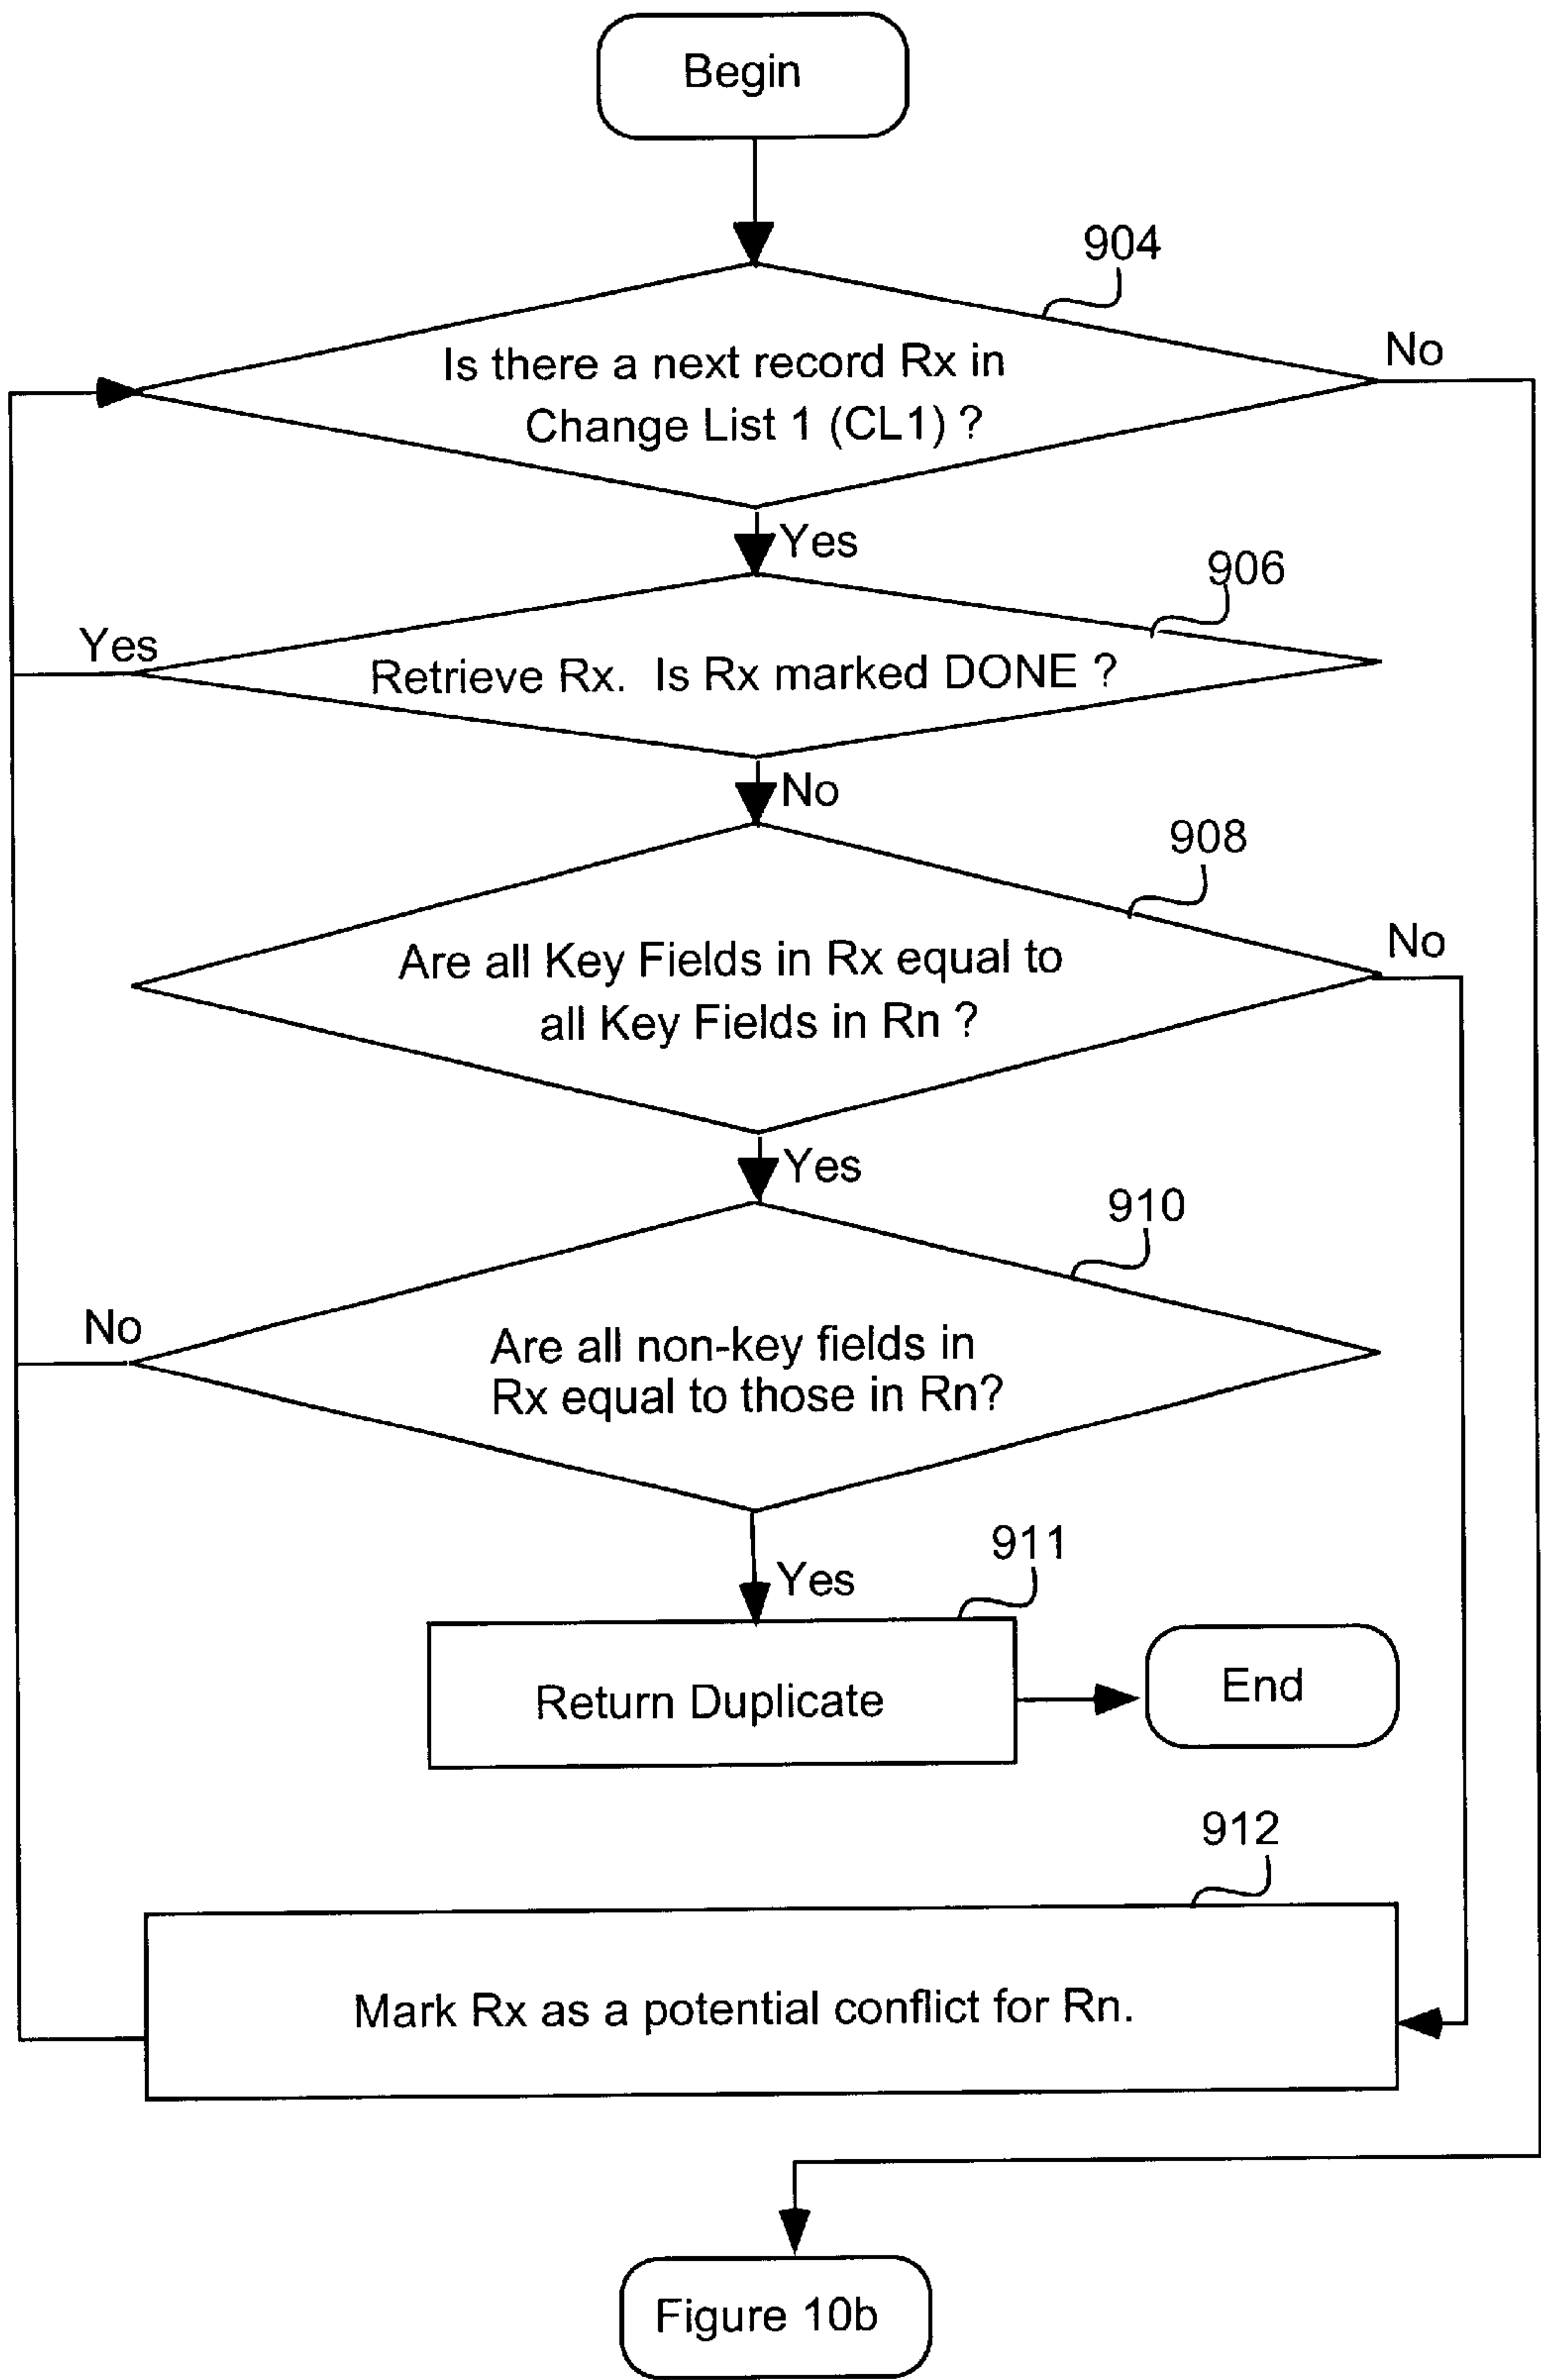 Begin
904
Is there a next record Rx in
Change List 1 (CL1) ?
No
Yes
906
Yes
Retrieve Rx.  Is Rx marked DONE ?
No
908
Are all Key Fields in Rx equal to
all Key Fields in Rn ?
No
Yes
910
No
Are all non-key fields in
Rx equal to those in Rn?
Yes
911
Return Duplicate
End
912
Mark Rx as a potential conflict for Rn.
Figure 10b